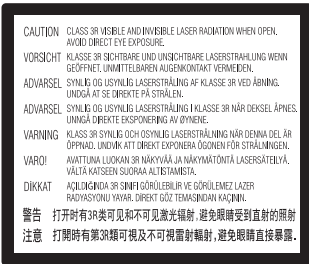 CAUTION CLASS 3R VISIBLE AND INVISIBLE LASER RADIATION WHEN OPEN.
AVOID DIRECT EYE EXPOSURE.
VORSICHT KLASSE 3R SICHTBARE UND UNSICHTBARE LASERSTRAHLUNG WENN
GEÖFFNET. UNMITTELBAREN AUGENKONTAKT VERMEIDEN.
ADVARSEL SYNLIG OG USYNLIG LASERSTRÅLING AF KLASSE 3R VED ÅBNING.
UNDGÅ AT SE DIREKTE PÅ STRÅLEN.
ADVARSEL SYNLIG OG USYNLIG LASERSTRÅLING I KLASSE 3R NÅR DEKSEL ÅPNES.
UNNGÅ DIREKTE EKSPONERING AV ØYNENE.
VARNING KLASS 3R SYNLIG OCH OSYNLIG LASERSTRÅLNING NÄR DENNA DEL ÄR
ÖPPNAD. UNDVIK ATT DIREKT EXPONERA ÖGONEN FÖR STRÅLNINGEN.
VARO! AVATTUNA LUOKAN 3R NÄKYVÄÄ JA NÄKYMÄTÖNTÄ LASERSÄTEILYÄ.
VÄLTÄ KATSEEN SUORAA ALTISTAMISTA.
DİKKAT AÇILDIĞINDA 3R SINIFI GÖRÜLEBİLİR VE GÖRÜLEMEZ LAZER
RADYASYONU YAYAR. DİREKT GÖZ TEMASINDAN KAÇININ.
警告 打开时有3R类可见和不可见激光辐射,避免眼睛受到直射的照射
注意 打開時有第3R類可視及不可視雷射輻射,避免眼睛直接暴露。